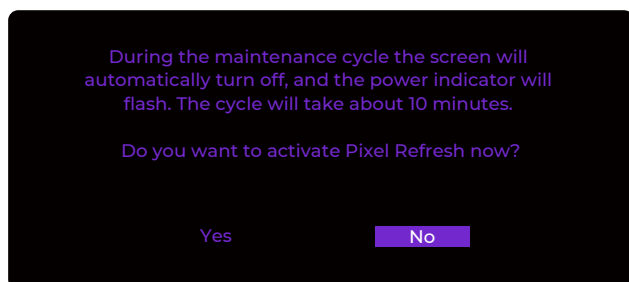 During the maintenance cycle the screen will
automatically turn off, and the power indicator will
flash. The cycle will take about 10 minutes.
Do you want to activate Pixel Refresh now?
Yes No